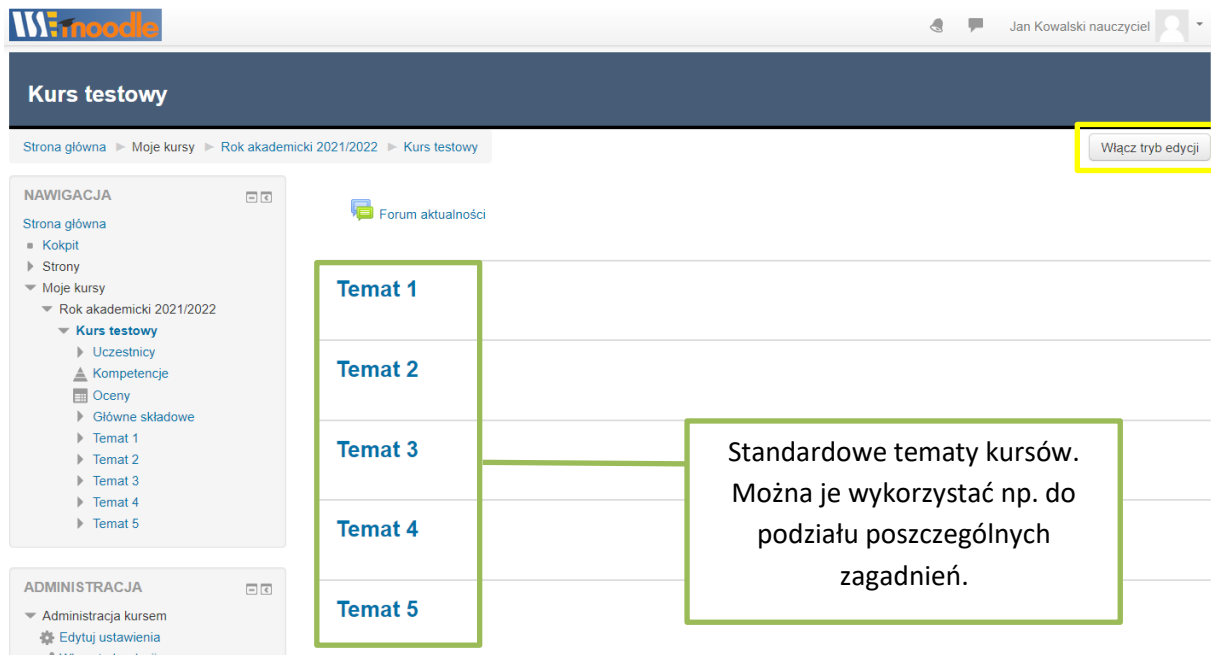 WSEmoodle
Jan Kowalski nauczyciel
Kurs testowy
Strona główna ▶ Moje kursy ▶ Rok akademicki 2021/2022 ▶ Kurs testowy
Włącz tryb edycji
NAWIGACJA
Strona główna
Kokpit
Strony
Moje kursy
Rok akademicki 2021/2022
Kurs testowy
Uczestnicy
Kompetencje
Oceny
Główne składowe
Temat 1
Temat 2
Temat 3
Temat 4
Temat 5
ADMINISTRACJA
Administracja kursem
Edytuj ustawienia
Forum aktualności
Temat 1
Temat 2
Temat 3
Temat 4
Temat 5
Standardowe tematy kursów.
Można je wykorzystać np. do
podziału poszczególnych
zagadnień.